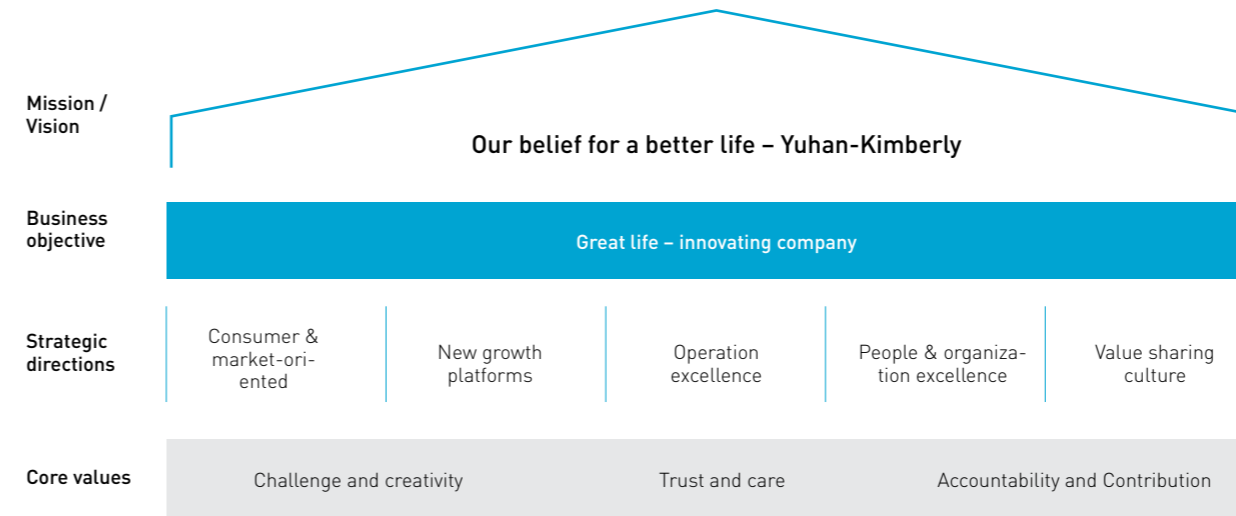 Mission /
Vision
Our belief for a better life – Yuhan-Kimberly
Business
objective
Great life – innovating company
Strategic
directions
Consumer &
market-ori-
ented
New growth
platforms
Operation
excellence
People & organiza-
tion excellence
Value sharing
culture
Core values
Challenge and creativity
Trust and care
Accountability and Contribution